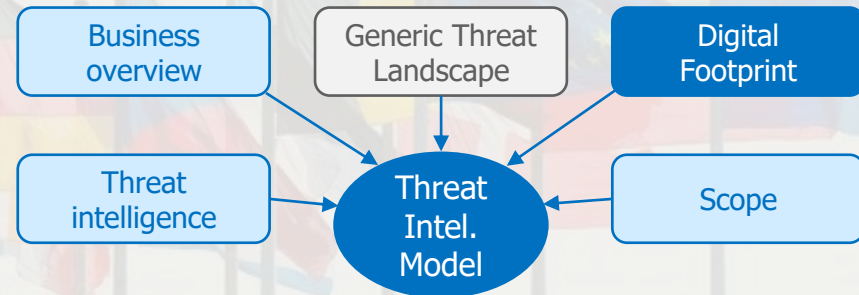 Business
overview
Generic Threat
Landscape
Digital
Footprint
Threat
intelligence
Threat
Intel.
Model
Scope